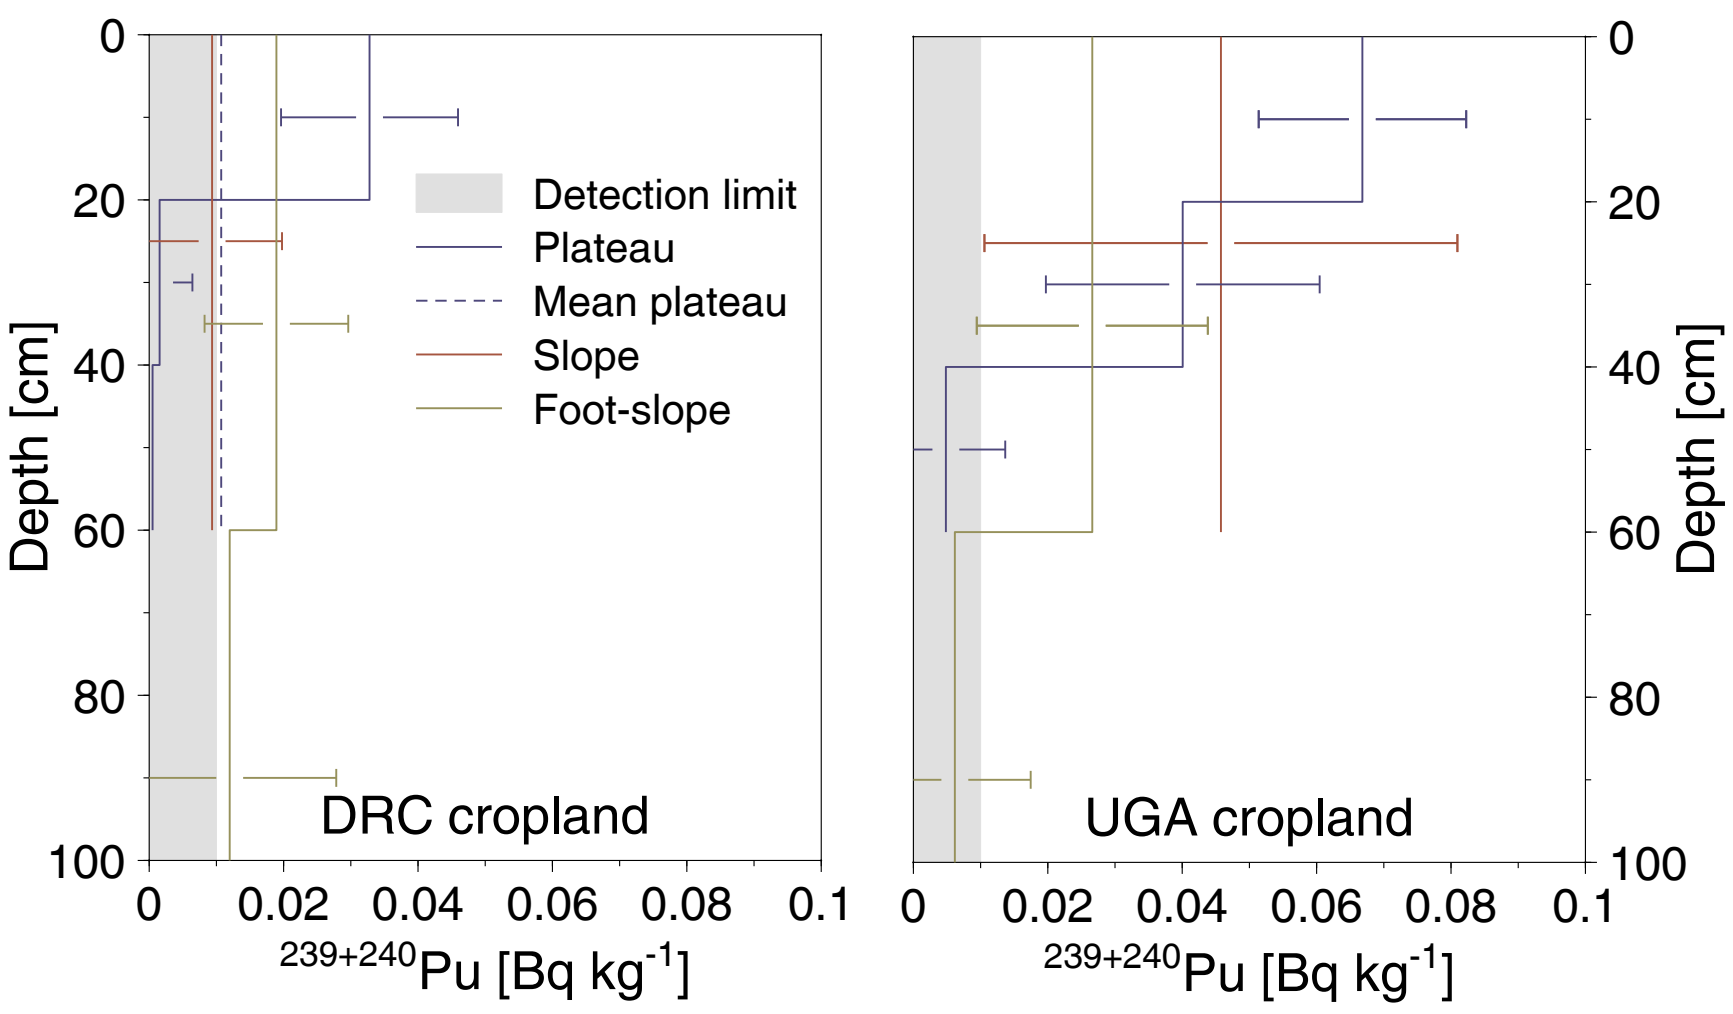 0
20
40
60
80
100
Depth [cm]
Detection limit
Plateau
Mean plateau
Slope
Foot-slope
DRC cropland
0 0.02 0.04 0.06 0.08 0.1
239+240Pu [Bq kg-1]
0
20
40
60
80
100
Depth [cm]
UGA cropland
0 0.02 0.04 0.06 0.08 0.1
239+240Pu [Bq kg-1]